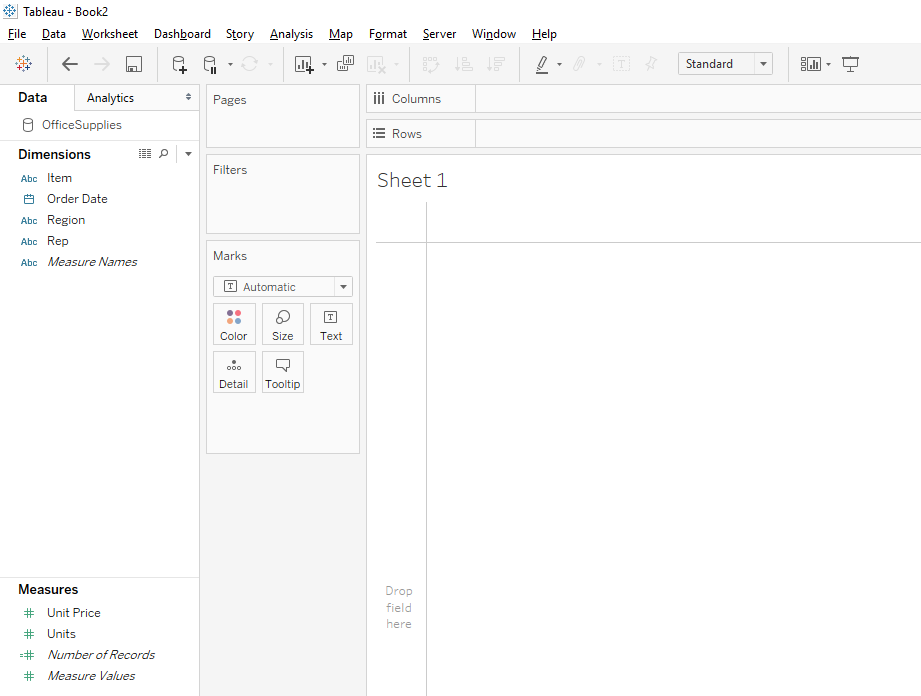 Tableau - Book2
File Data Worksheet Dashboard Story Analysis Map Format Server Window Help
Standard
Data Analytics
OfficeSupplies
Dimensions
Abc Item
Order Date
Abc Region
Abc Rep
Abc Measure Names
Measures
Unit Price
Units
Number of Records
Measure Values
Pages
Filters
Marks
T Automatic
Color Size T Text
Detail Tooltip
Columns
Rows
Sheet 1
Drop
field
here